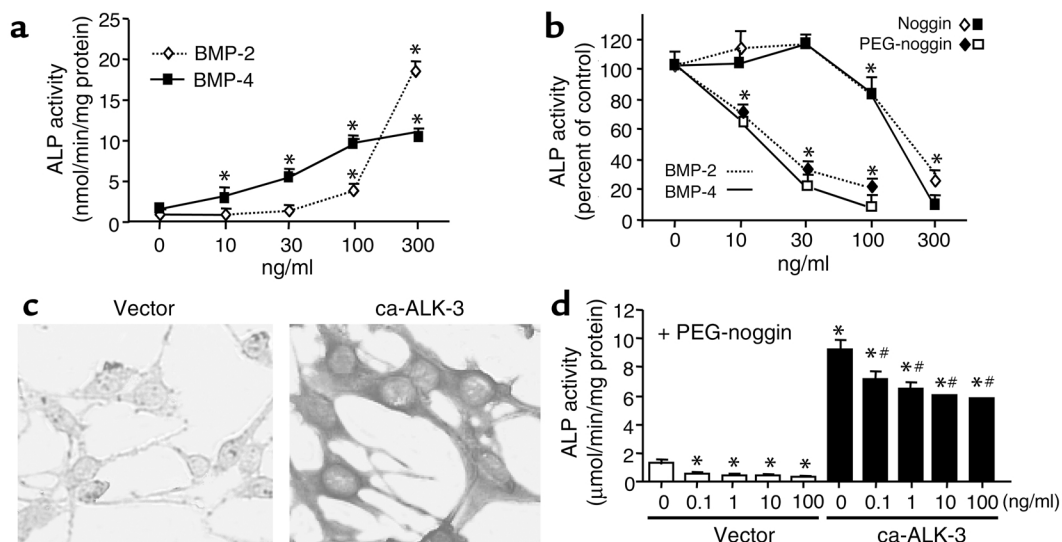 a
BMP-2
BMP-4
ALP activity
(nmol/min/mg protein)
25
20
15
10
5
0
0 10 30 100 300
ng/ml
* * * * * *
b
Noggin
PEG-noggin
ALP activity
(percent of control)
120
100
80
60
40
20
0
BMP-2
BMP-4
0 10 30 100 300
ng/ml
* * * * *
c
Vector
ca-ALK-3
d
+ PEG-noggin
ALP activity
(μmol/min/mg protein)
12
10
8
6
4
2
0
* * * * * *# *# *# *#
0 0.1 1 10 100 0 0.1 1 10 100 (ng/ml)
Vector ca-ALK-3